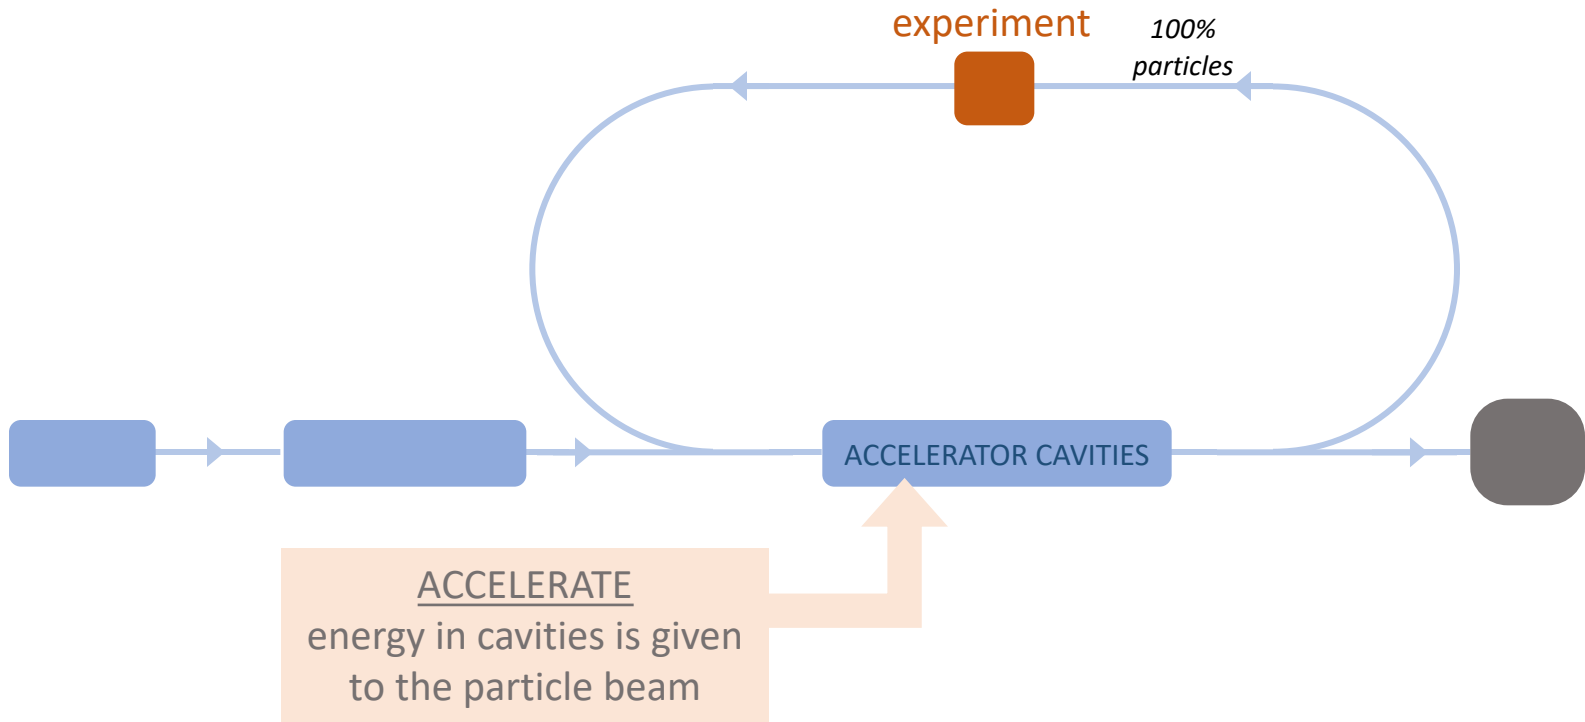 experiment
100%
particles
ACCELERATOR CAVITIES
ACCELERATE
energy in cavities is given
to the particle beam